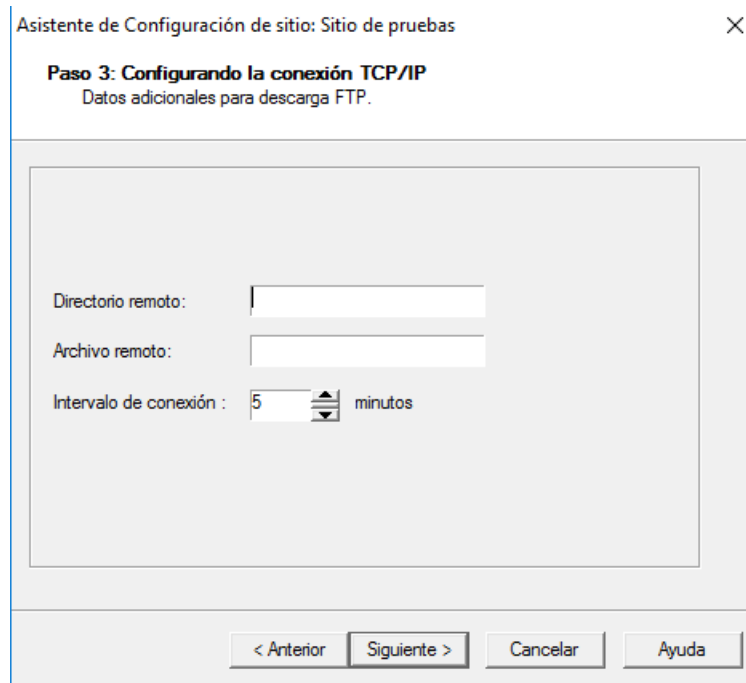 Asistente de Configuración de sitio: Sitio de pruebas
Paso 3: Configurando la conexión TCP/IP
Datos adicionales para descarga FTP.
Directorio remoto:
Archivo remoto:
Intervalo de conexión : 5 minutos
< Anterior Siguiente > Cancelar Ayuda